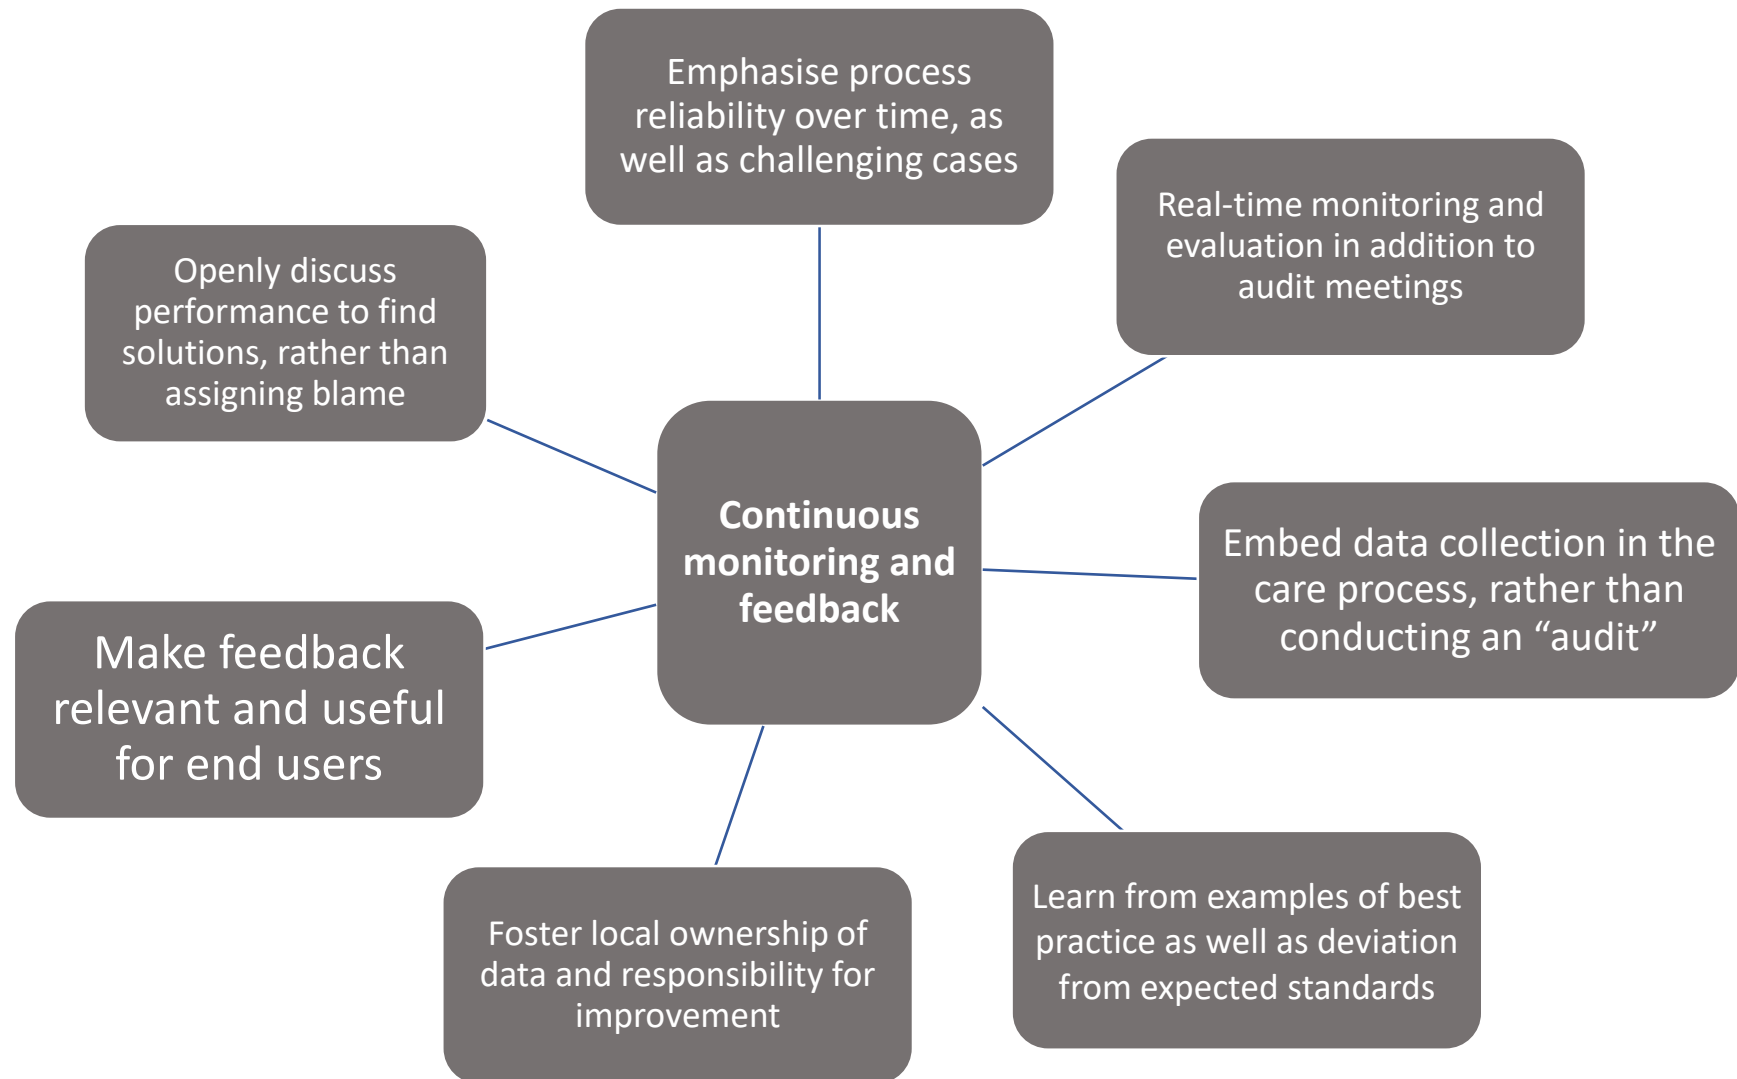 Emphasise process
reliability over time, as
well as challenging cases
Real-time monitoring and
evaluation in addition to
audit meetings
Openly discuss
performance to find
solutions, rather than
assigning blame
Continuous
monitoring and
feedback
Embed data collection in the
care process, rather than
conducting an “audit”
Make feedback
relevant and useful
for end users
Learn from examples of best
practice as well as deviation
from expected standards
Foster local ownership of
data and responsibility for
improvement